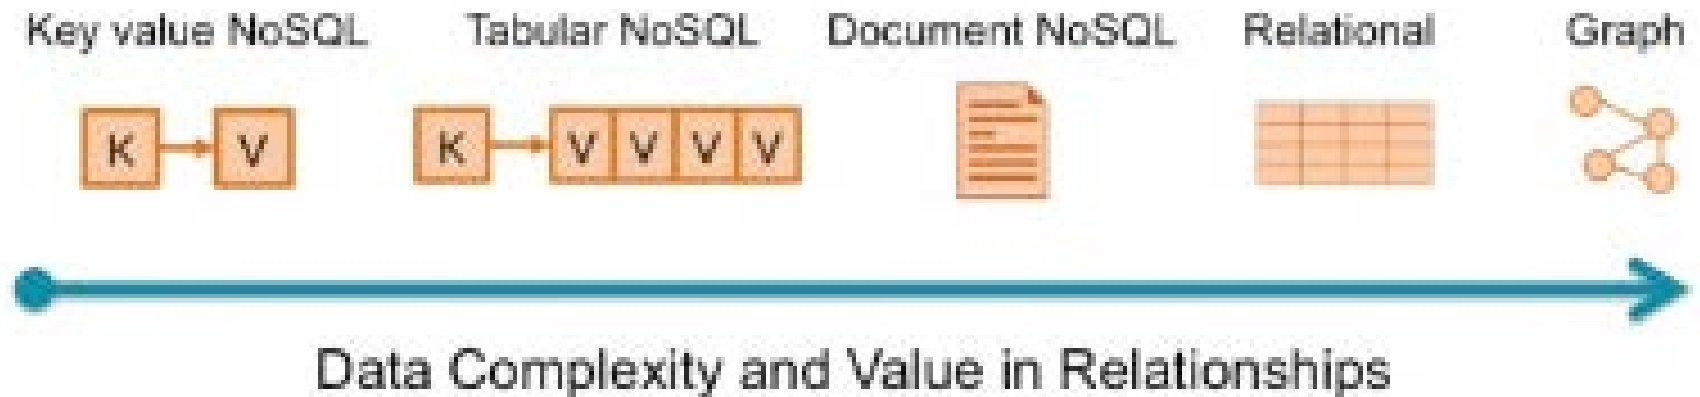 Key value NoSQL
Tabular NoSQL
Document NoSQL
Relational
Graph
K
V
K
V
V
V
V
Data Complexity and Value in Relationships